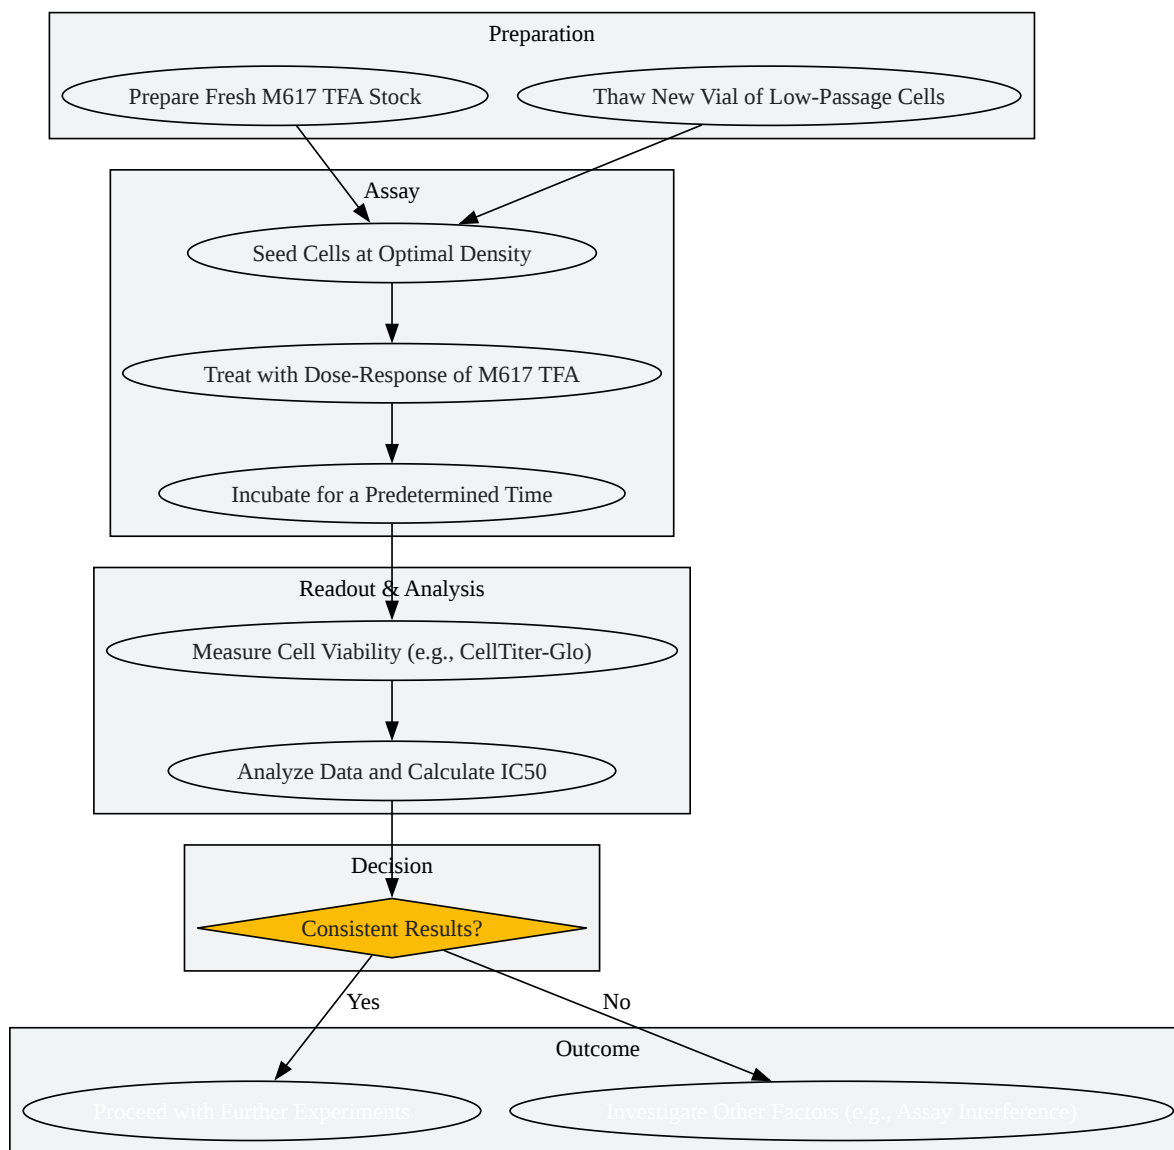 Preparation
Prepare Fresh M617 TFA Stock
Thaw New Vial of Low-Passage Cells
Assay
Seed Cells at Optimal Density
Treat with Dose-Response of M617 TFA
Incubate for a Predetermined Time
Readout & Analysis
Measure Cell Viability (e.g., CellTiter-Glo)
Analyze Data and Calculate IC50
Decision
Consistent Results?
Yes
No
Outcome
Proceed with Further Experiments
Investigate Other Factors (e.g., Assay Interference)